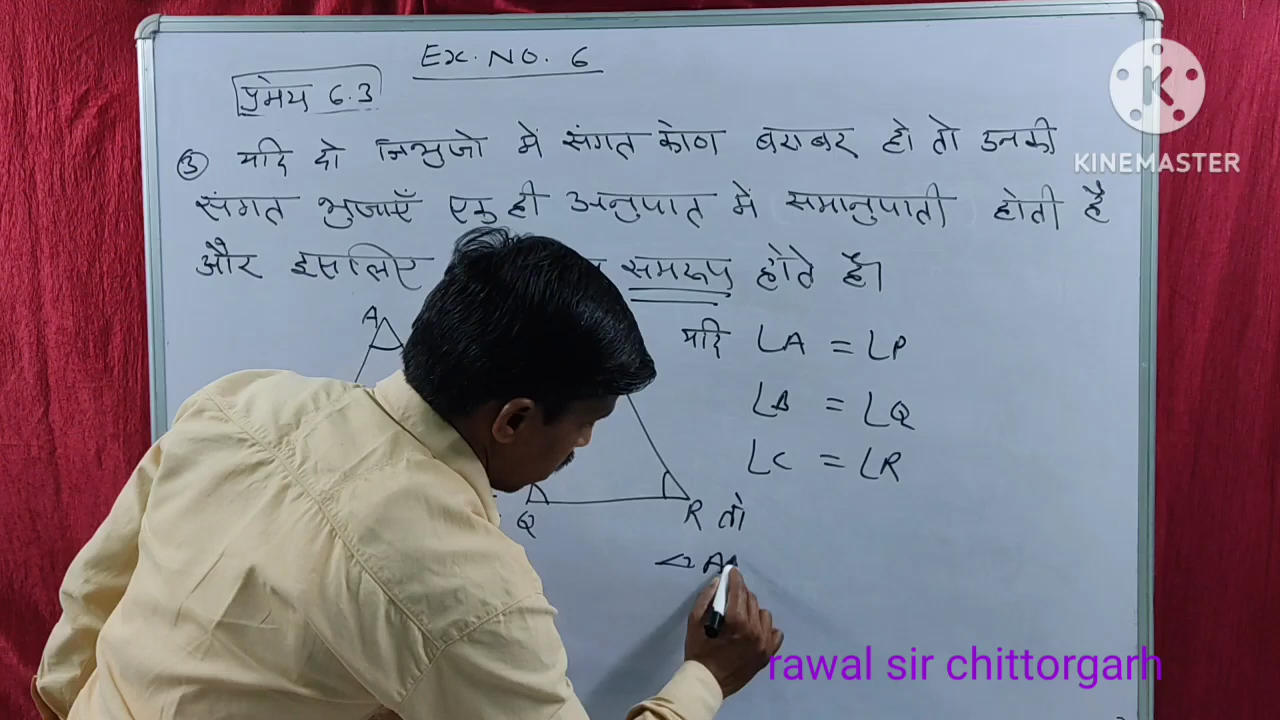 Ex. NO. 6
प्रमेय 6.3
③ यदि दो त्रिभुजो में संगत कोण बराबर हो तो उनकी
संगत भुजाएँ एक ही अनुपात में समानुपाती होती है
और इसलिए समरूप होते है।
A
यदि ∠A = ∠P
∠B = ∠Q
∠C = ∠R
Q
R तो
△A
KINEMASTER
rawal sir chittorgarh